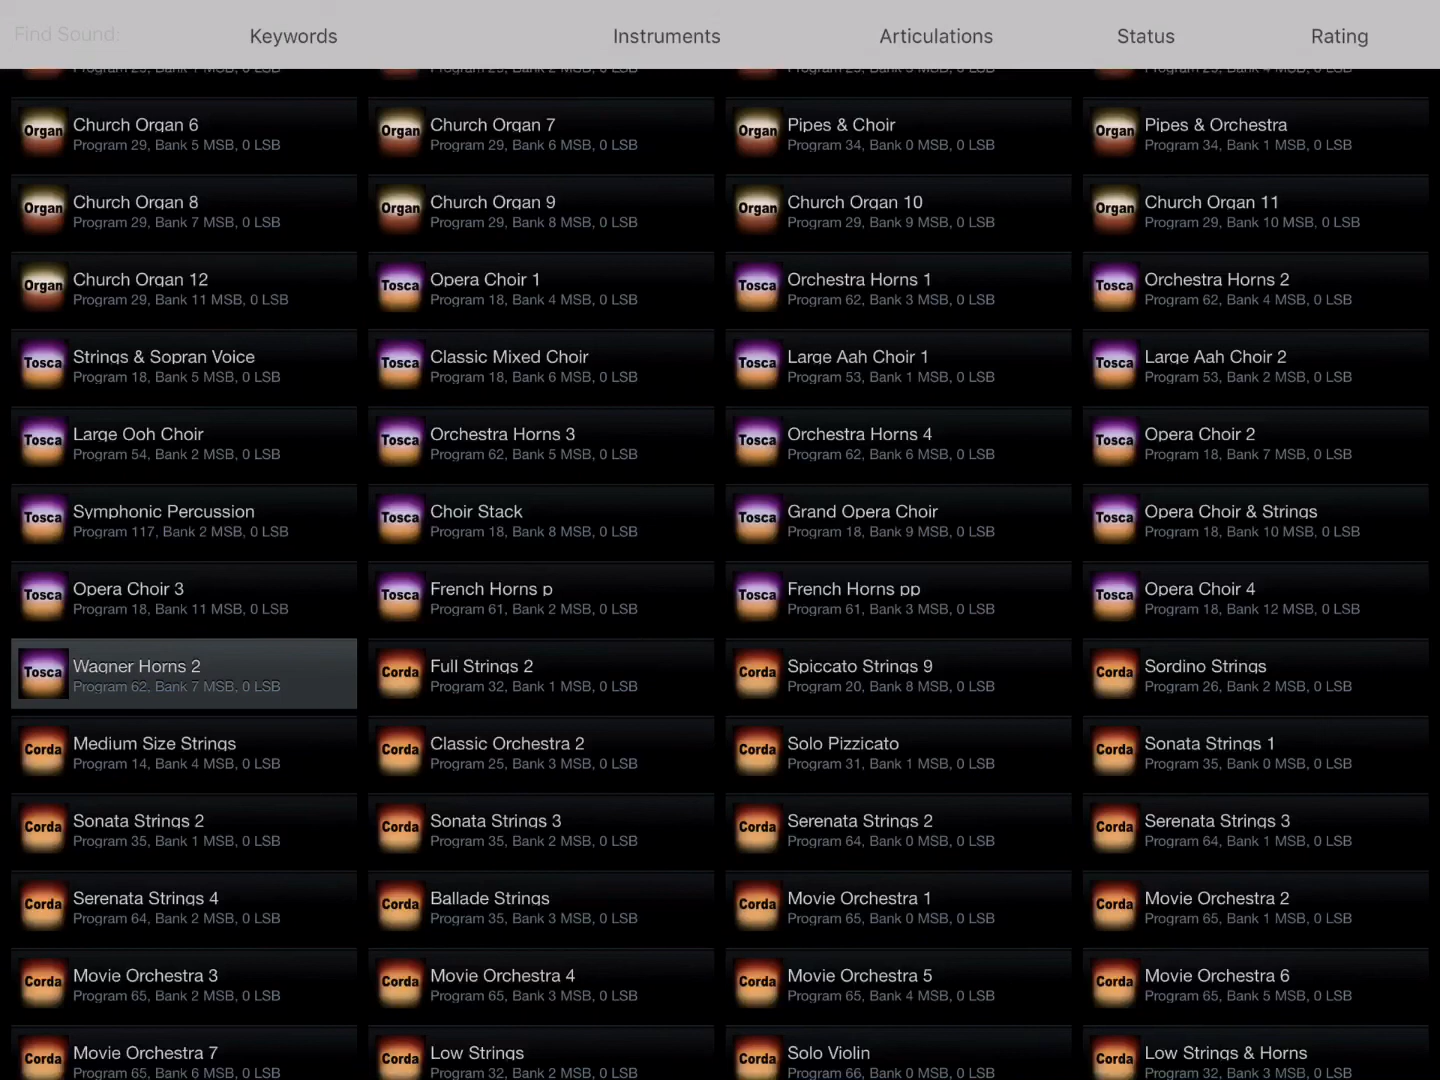 Find Sound: Keywords Instruments Articulations Status Rating
Organ Church Organ 6
Program 29, Bank 5 MSB, 0 LSB
Organ Church Organ 7
Program 29, Bank 6 MSB, 0 LSB
Organ Pipes & Choir
Program 34, Bank 0 MSB, 0 LSB
Organ Pipes & Orchestra
Program 34, Bank 1 MSB, 0 LSB
Organ Church Organ 8
Program 29, Bank 7 MSB, 0 LSB
Organ Church Organ 9
Program 29, Bank 8 MSB, 0 LSB
Organ Church Organ 10
Program 29, Bank 9 MSB, 0 LSB
Organ Church Organ 11
Program 29, Bank 10 MSB, 0 LSB
Organ Church Organ 12
Program 29, Bank 11 MSB, 0 LSB
Tosca Opera Choir 1
Program 18, Bank 4 MSB, 0 LSB
Tosca Orchestra Horns 1
Program 62, Bank 3 MSB, 0 LSB
Tosca Orchestra Horns 2
Program 62, Bank 4 MSB, 0 LSB
Tosca Strings & Sopran Voice
Program 18, Bank 5 MSB, 0 LSB
Tosca Classic Mixed Choir
Program 18, Bank 6 MSB, 0 LSB
Tosca Large Aah Choir 1
Program 53, Bank 1 MSB, 0 LSB
Tosca Large Aah Choir 2
Program 53, Bank 2 MSB, 0 LSB
Tosca Large Ooh Choir
Program 54, Bank 2 MSB, 0 LSB
Tosca Orchestra Horns 3
Program 62, Bank 5 MSB, 0 LSB
Tosca Orchestra Horns 4
Program 62, Bank 6 MSB, 0 LSB
Tosca Opera Choir 2
Program 18, Bank 7 MSB, 0 LSB
Tosca Symphonic Percussion
Program 117, Bank 2 MSB, 0 LSB
Tosca Choir Stack
Program 18, Bank 8 MSB, 0 LSB
Tosca Grand Opera Choir
Program 18, Bank 9 MSB, 0 LSB
Tosca Opera Choir & Strings
Program 18, Bank 10 MSB, 0 LSB
Tosca Opera Choir 3
Program 18, Bank 11 MSB, 0 LSB
Tosca French Horns p
Program 61, Bank 2 MSB, 0 LSB
Tosca French Horns pp
Program 61, Bank 3 MSB, 0 LSB
Tosca Opera Choir 4
Program 18, Bank 12 MSB, 0 LSB
Tosca Wagner Horns 2
Program 62, Bank 7 MSB, 0 LSB
Corda Full Strings 2
Program 32, Bank 1 MSB, 0 LSB
Corda Spiccato Strings 9
Program 20, Bank 8 MSB, 0 LSB
Corda Sordino Strings
Program 26, Bank 2 MSB, 0 LSB
Corda Medium Size Strings
Program 14, Bank 4 MSB, 0 LSB
Corda Classic Orchestra 2
Program 25, Bank 3 MSB, 0 LSB
Corda Solo Pizzicato
Program 31, Bank 1 MSB, 0 LSB
Corda Sonata Strings 1
Program 35, Bank 0 MSB, 0 LSB
Corda Sonata Strings 2
Program 35, Bank 1 MSB, 0 LSB
Corda Sonata Strings 3
Program 35, Bank 2 MSB, 0 LSB
Corda Serenata Strings 2
Program 64, Bank 0 MSB, 0 LSB
Corda Serenata Strings 3
Program 64, Bank 1 MSB, 0 LSB
Corda Serenata Strings 4
Program 64, Bank 2 MSB, 0 LSB
Corda Ballade Strings
Program 35, Bank 3 MSB, 0 LSB
Corda Movie Orchestra 1
Program 65, Bank 0 MSB, 0 LSB
Corda Movie Orchestra 2
Program 65, Bank 1 MSB, 0 LSB
Corda Movie Orchestra 3
Program 65, Bank 2 MSB, 0 LSB
Corda Movie Orchestra 4
Program 65, Bank 3 MSB, 0 LSB
Corda Movie Orchestra 5
Program 65, Bank 4 MSB, 0 LSB
Corda Movie Orchestra 6
Program 65, Bank 5 MSB, 0 LSB
Corda Movie Orchestra 7
Program 65, Bank 6 MSB, 0 LSB
Corda Low Strings
Program 32, Bank 2 MSB, 0 LSB
Corda Solo Violin
Program 66, Bank 0 MSB, 0 LSB
Corda Low Strings & Horns
Program 32, Bank 3 MSB, 0 LSB